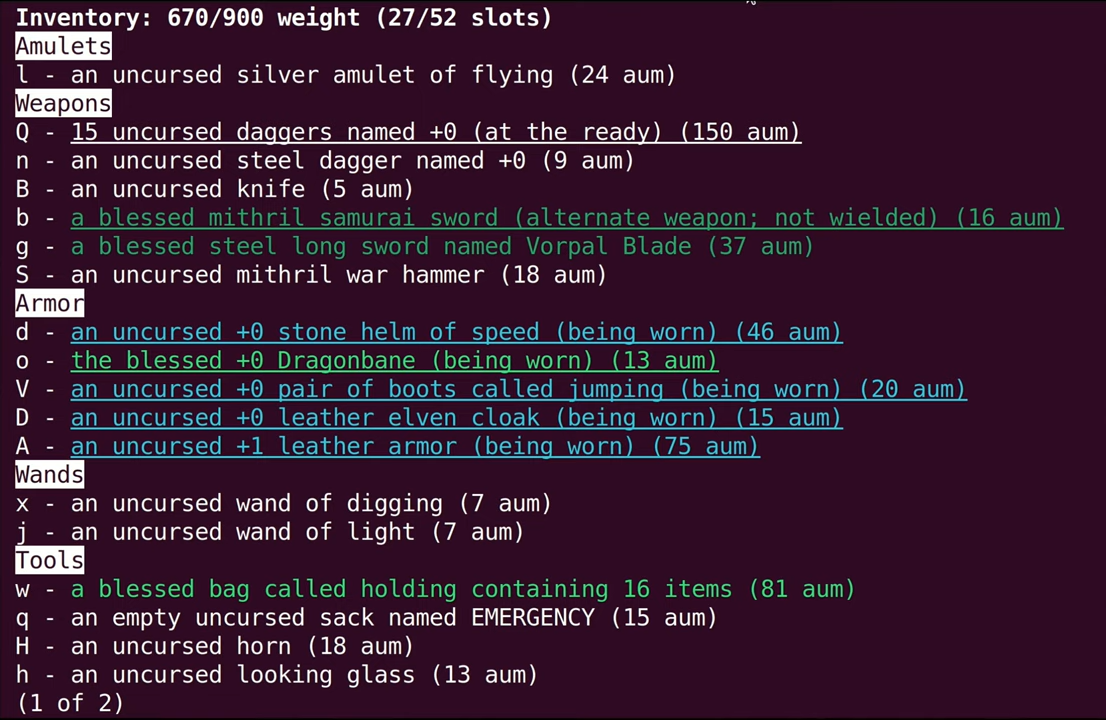 Inventory: 670/900 weight (27/52 slots)
Amulets
l - an uncursed silver amulet of flying (24 aum)
Weapons
Q - 15 uncursed daggers named +0 (at the ready) (150 aum)
n - an uncursed steel dagger named +0 (9 aum)
B - an uncursed knife (5 aum)
b - a blessed mithril samurai sword (alternate weapon; not wielded) (16 aum)
g - a blessed steel long sword named Vorpal Blade (37 aum)
S - an uncursed mithril war hammer (18 aum)
Armor
d - an uncursed +0 stone helm of speed (being worn) (46 aum)
o - the blessed +0 Dragonbane (being worn) (13 aum)
V - an uncursed +0 pair of boots called jumping (being worn) (20 aum)
D - an uncursed +0 leather elven cloak (being worn) (15 aum)
A - an uncursed +1 leather armor (being worn) (75 aum)
Wands
x - an uncursed wand of digging (7 aum)
j - an uncursed wand of light (7 aum)
Tools
w - a blessed bag called holding containing 16 items (81 aum)
q - an empty uncursed sack named EMERGENCY (15 aum)
H - an uncursed horn (18 aum)
h - an uncursed looking glass (13 aum)
(1 of 2)